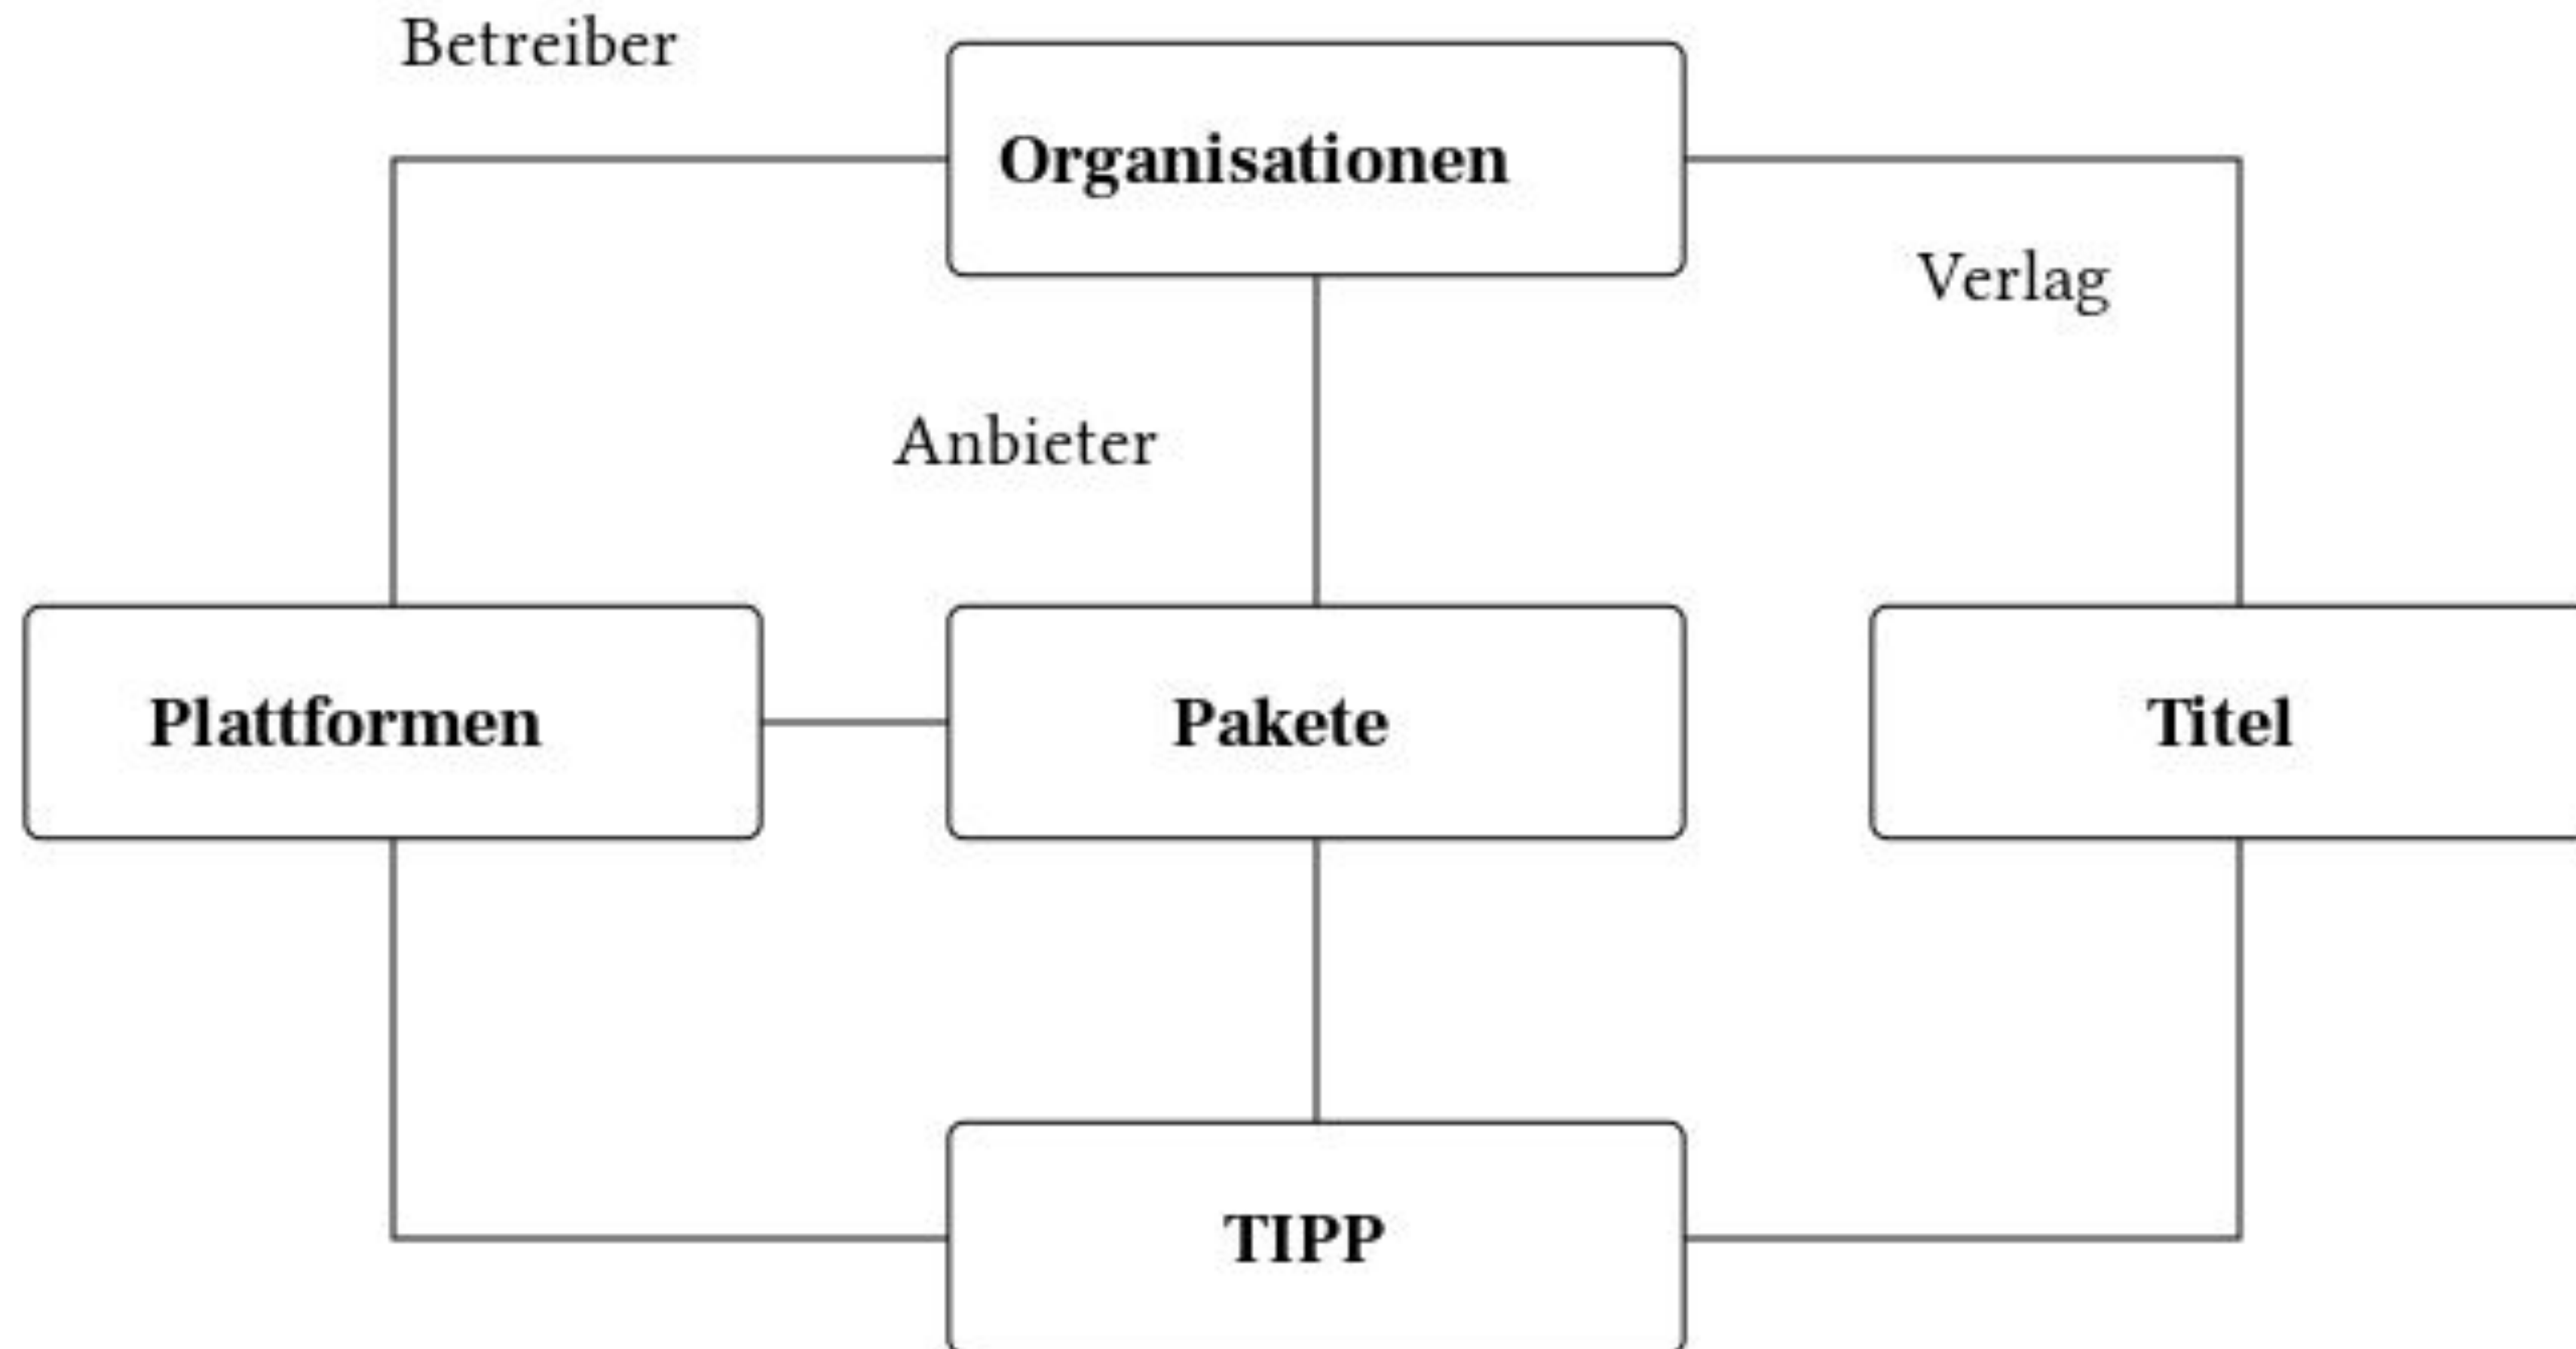 Betreiber
Organisationen
Verlag
Anbieter
Plattformen
Pakete
Titel
TIPP